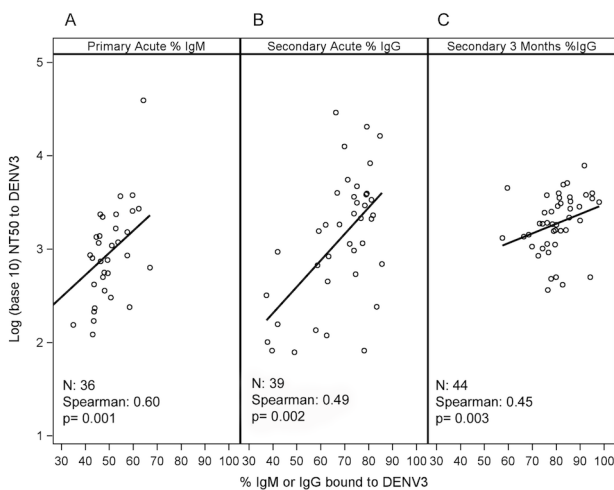 A
B
C
Primary Acute % IgM
Secondary Acute % IgG
Secondary 3 Months %IgG
5
4
3
2
1
Log (base 10) NT50 to DENV3
N: 36
Spearman: 0.60
p= 0.001
N: 39
Spearman: 0.49
p= 0.002
N: 44
Spearman: 0.45
p= 0.003
30 40 50 60 70 80 90 100
30 40 50 60 70 80 90 100
30 40 50 60 70 80 90 100
% IgM or IgG bound to DENV3